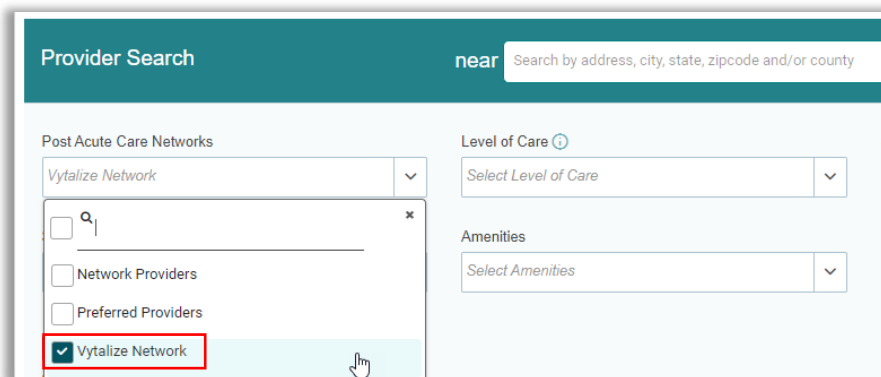 Provider Search
near Search by address, city, state, zipcode and/or county
Post Acute Care Networks
Level of Care
Vytalize Network
Select Level of Care
Network Providers
Amenities
Select Amenities
Preferred Providers
Vytalize Network